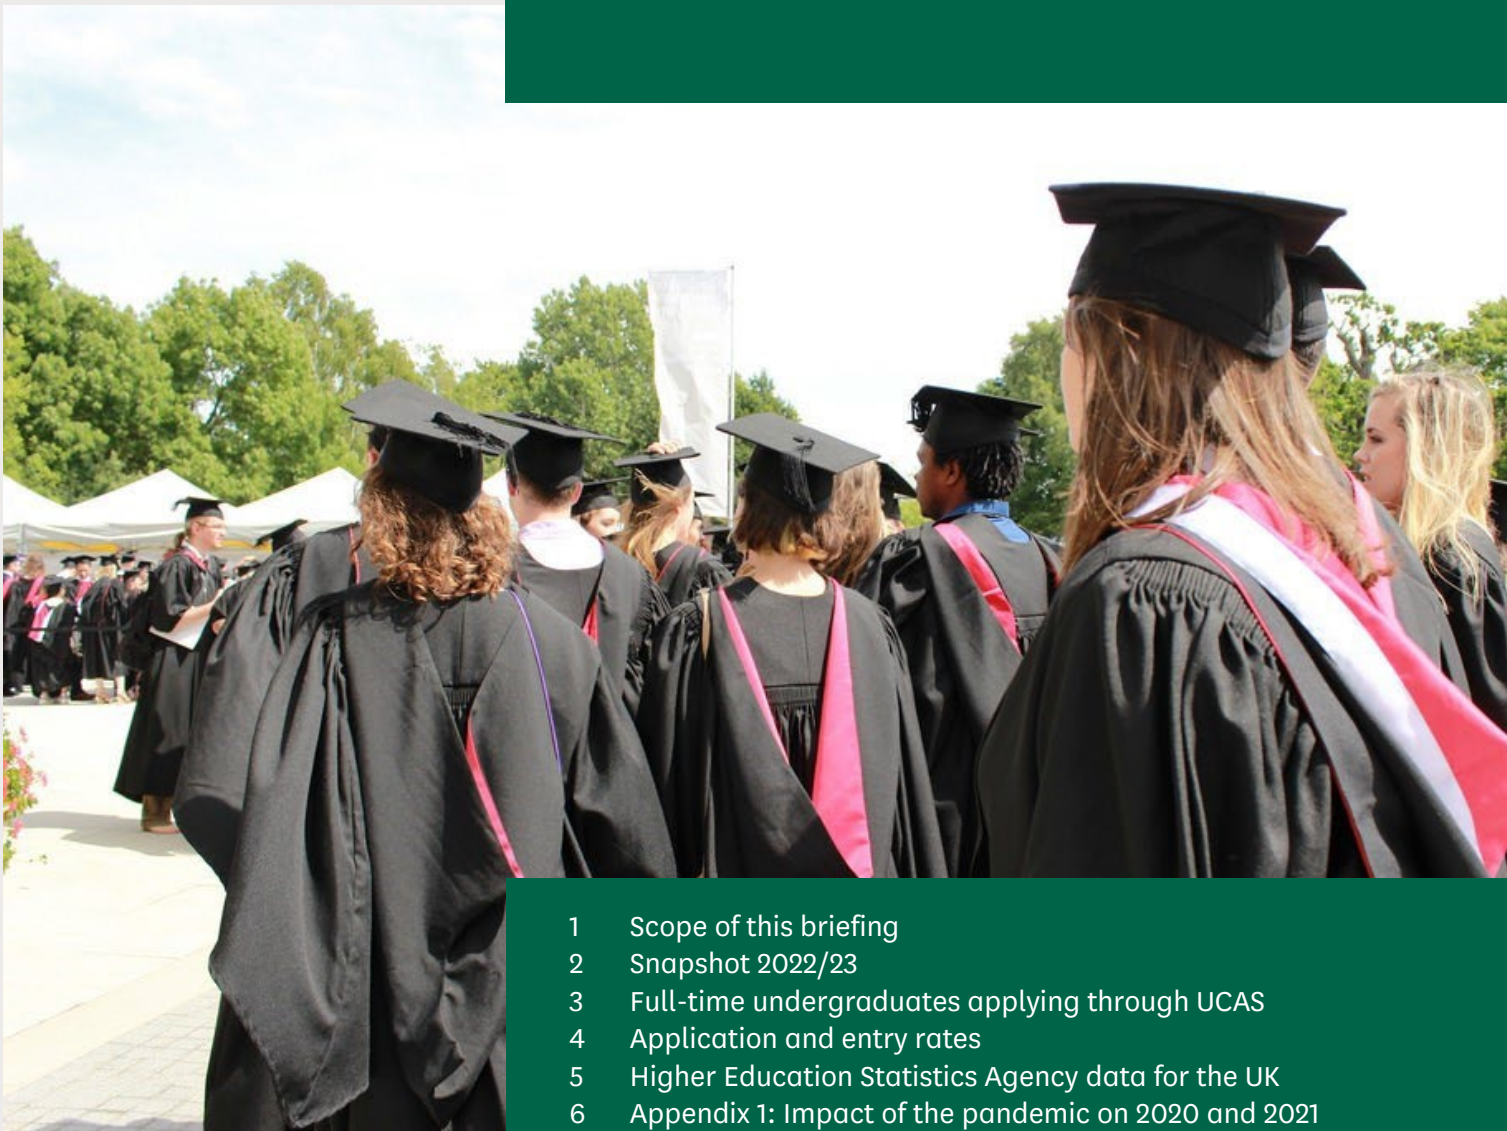 1 Scope of this briefing
2 Snapshot 2022/23
3 Full-time undergraduates applying through UCAS
4 Application and entry rates
5 Higher Education Statistics Agency data for the UK
6 Appendix 1: Impact of the pandemic on 2020 and 2021